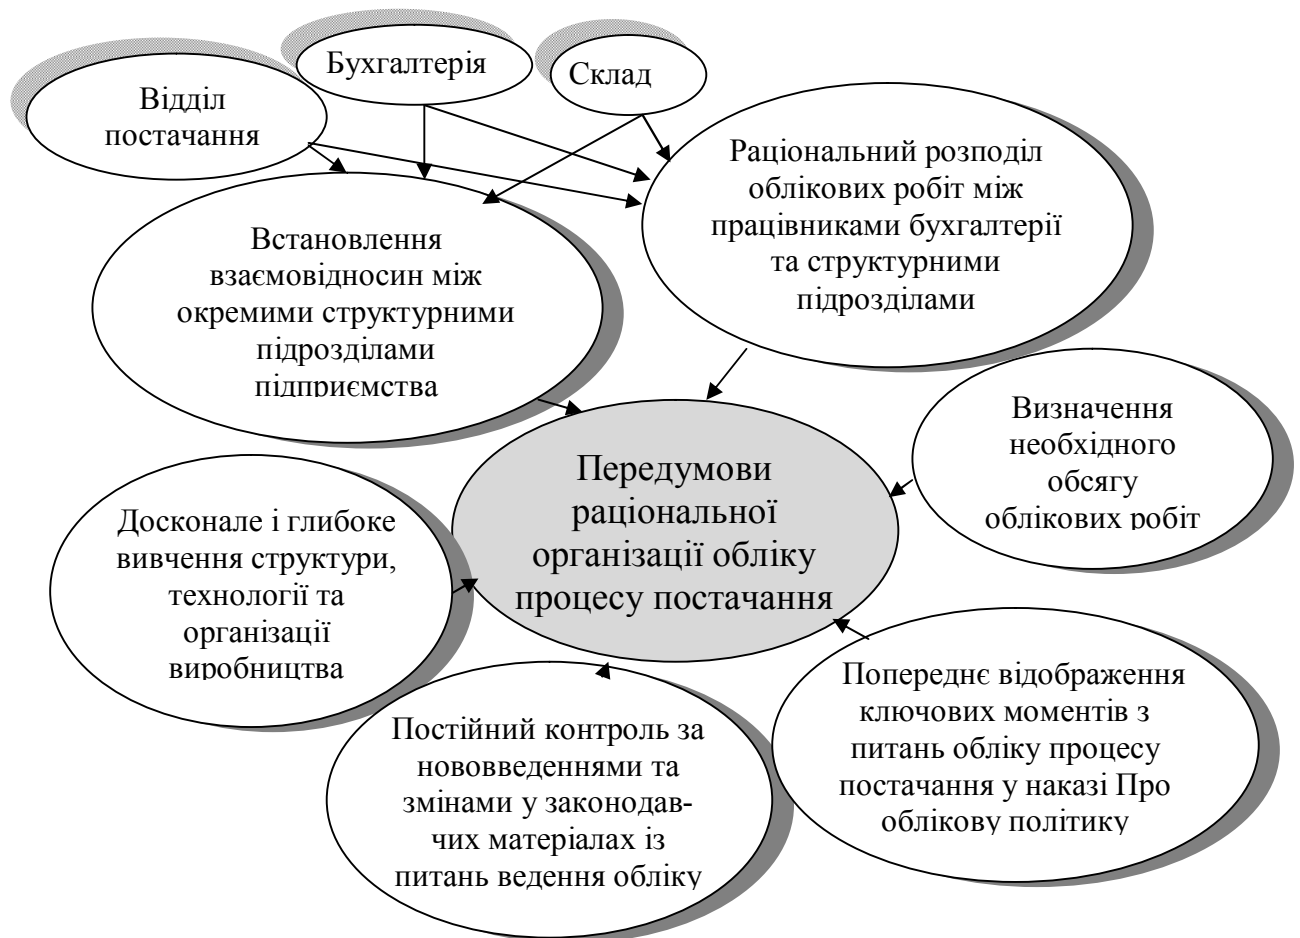 Бухгалтерія
Склад
Відділ
постачання
Раціональний розподіл
облікових робіт між
працівниками бухгалтерії
та структурними
підрозділами
Встановлення
взаємовідносин між
окремими структурними
підрозділами
підприємства
Визначення
необхідного
обсягу
облікових робіт
Передумови
раціональної
організації обліку
процесу постачання
Досконале і глибоке
вивчення структури,
технології та
організації
виробництва
Попереднє відображення
ключових моментів з
питань обліку процесу
постачання у наказі Про
облікову політику
Постійний контроль за
нововведеннями та
змінами у законодав-
чих матеріалах із
питань ведення обліку